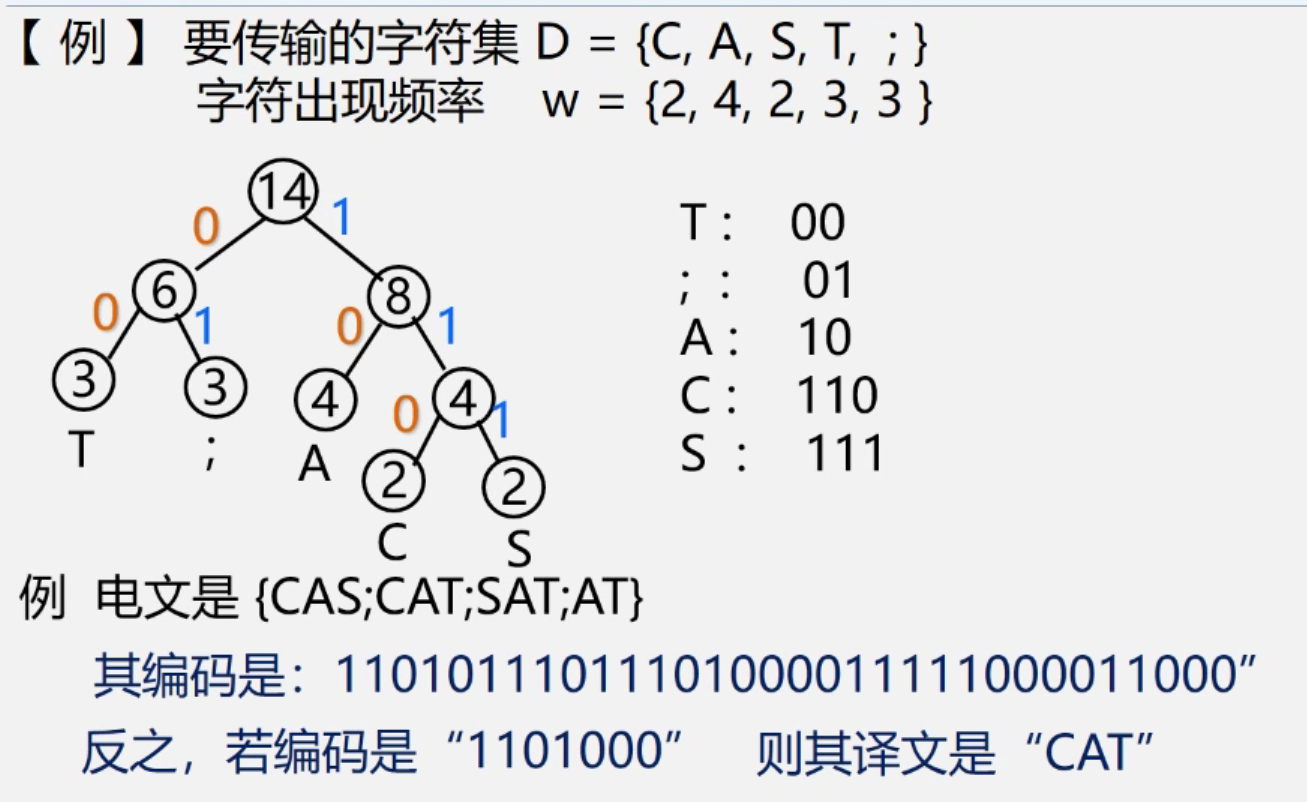 【 例 】 要传输的字符集 D = {C, A, S, T, ; }
字符出现频率 w = {2, 4, 2, 3, 3 }
14
0 1
6 8
0 1 0 1
3 3 4 4
0 1
T ; A 2 2
C S
T : 00
; : 01
A : 10
C : 110
S : 111
例 电文是 {CAS;CAT;SAT;AT}
其编码是：11010111011101000011111000011000”
反之，若编码是“1101000” 则其译文是“CAT”